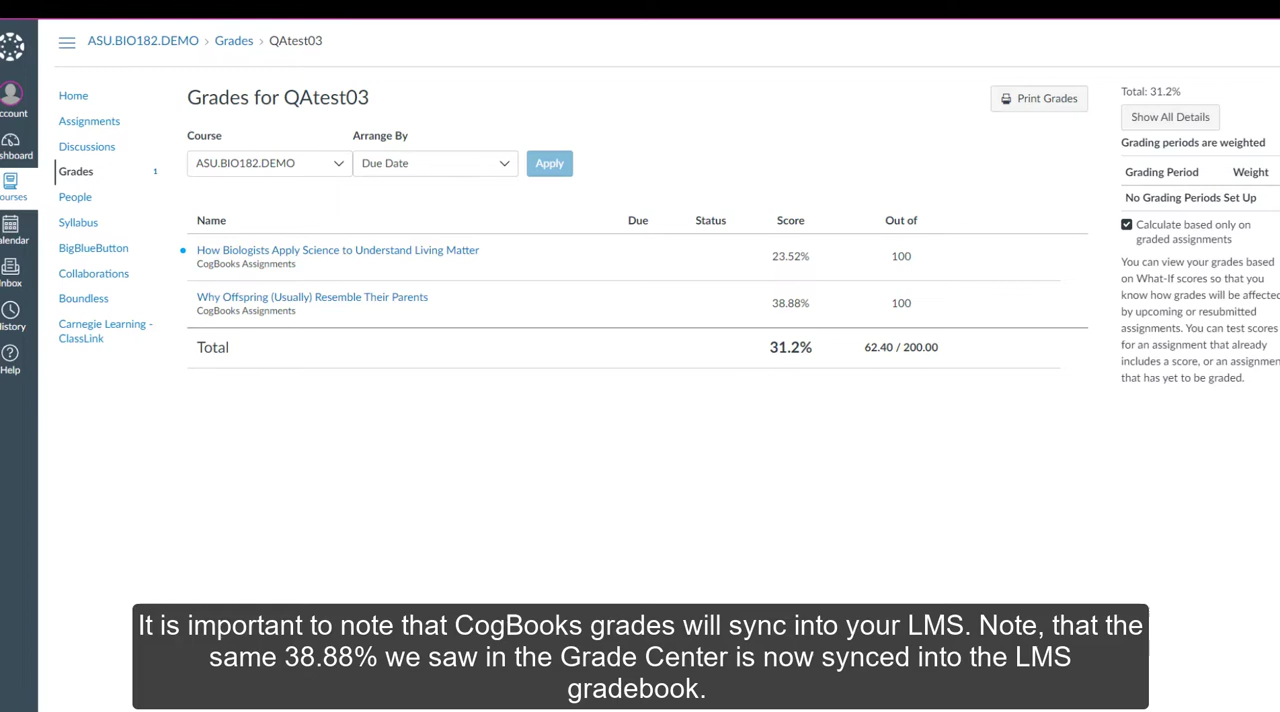 ASU.BIO182.DEMO › Grades › QAtest03
ccount
shboard
ourses
alendar
Inbox
History
Help
Home
Assignments
Discussions
Grades 1
People
Syllabus
BigBlueButton
Collaborations
Boundless
Carnegie Learning -
ClassLink
Grades for QAtest03
Print Grades
Course Arrange By
ASU.BIO182.DEMO Due Date Apply
Name Due Status Score Out of
How Biologists Apply Science to Understand Living Matter
CogBooks Assignments
23.52% 100
Why Offspring (Usually) Resemble Their Parents
CogBooks Assignments
38.88% 100
Total 31.2% 62.40 / 200.00
Total: 31.2%
Show All Details
Grading periods are weighted
Grading Period Weight
No Grading Periods Set Up
Calculate based only on
graded assignments
You can view your grades based
on What-If scores so that you
know how grades will be affected
by upcoming or resubmitted
assignments. You can test scores
for an assignment that already
includes a score, or an assignment
that has yet to be graded.
It is important to note that CogBooks grades will sync into your LMS. Note, that the
same 38.88% we saw in the Grade Center is now synced into the LMS
gradebook.